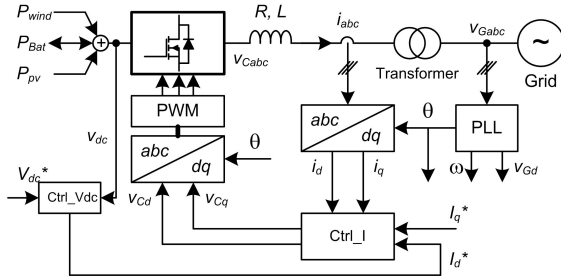 P_wind
R, L
i_abc
P_Bat
+
v_Cabc
v_Gabc
~
P_pv
Transformer
Grid
PWM
θ
v_dc
abc
dq
θ
abc
dq
PLL
V_dc*
i_d
i_q
ω
v_Gd
Ctrl_Vdc
v_Cd
v_Cq
Ctrl_I
I_q*
I_d*